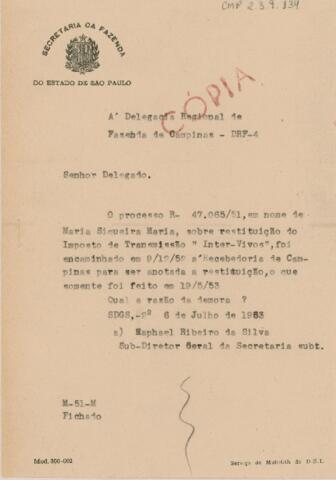 CMP 2.3.9.134
SECRETARIA DA FAZENDA
DO ESTADO DE SÃO PAULO
CÓPIA
A' Delegacia Regional de
Fazenda de Campinas - DRF-4
Senhor Delegado.
O processo R- 47.065/51, em nome de
Maria Siqueira Maria, sobre restituição do
Imposto de Transmissão " Inter-Vivos", foi
encaminhado em 9/12/52 a Recebedoria de Cam-
pinas para ser anotada a restituição, o que
somente foi feito em 19/5/53
Qual a razão da demora ?
SDGS, 6 de Julho de 1953
a) Raphael Ribeiro da Silva
Sub-Diretor Geral da Secretaria subt.
M-51-M
Fichado
Mod. 300-002
Serviço de Multilith da D.S.I.